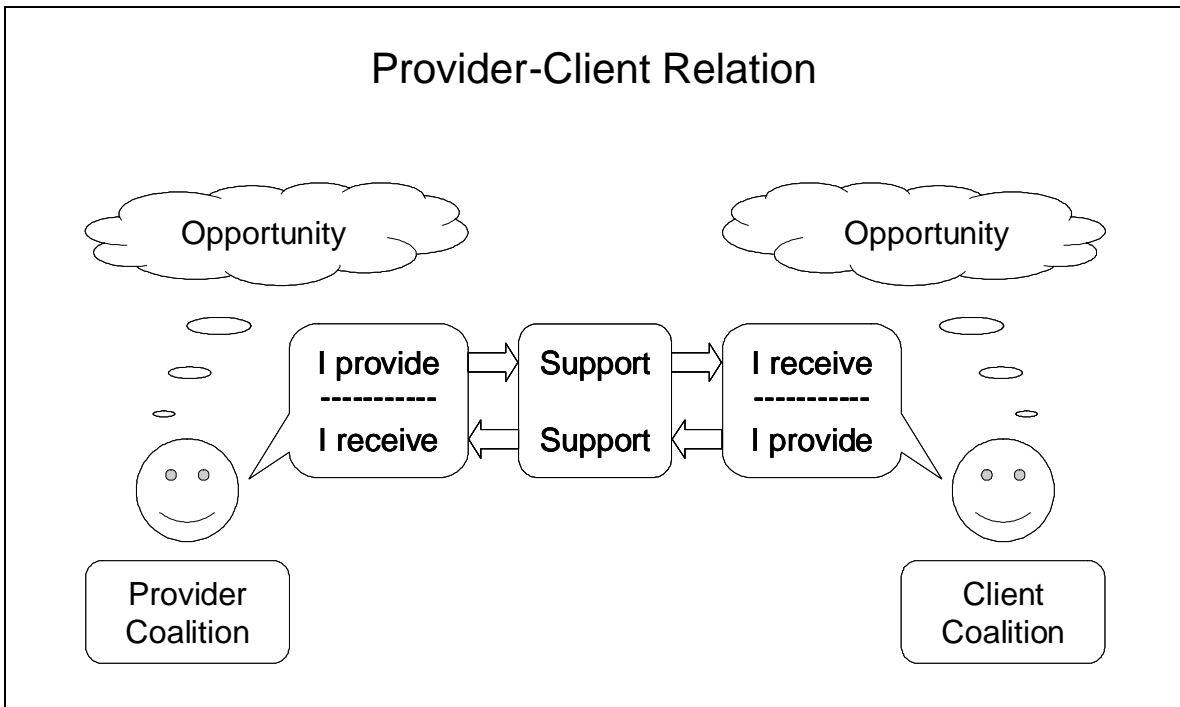 Provider-Client Relation
Opportunity
Opportunity
I provide
-----------
I receive
Support
Support
I receive
-----------
I provide
Provider
Coalition
Client
Coalition